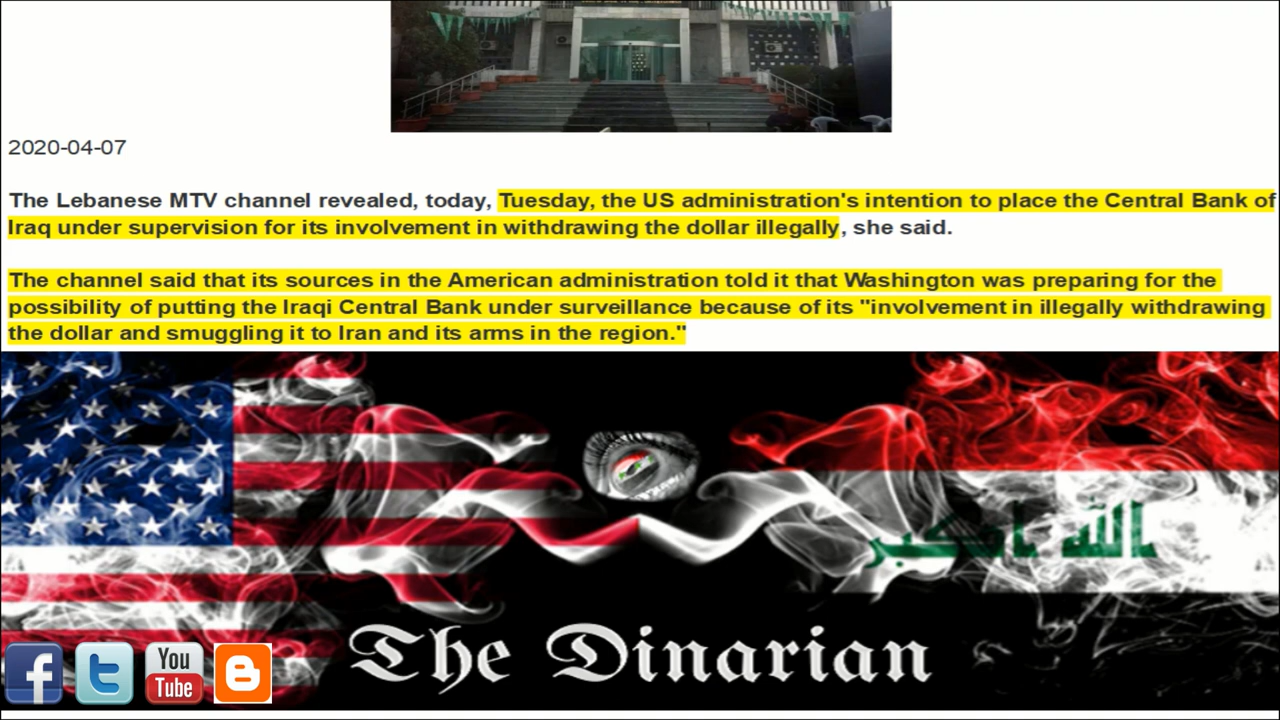 2020-04-07
The Lebanese MTV channel revealed, today, Tuesday, the US administration's intention to place the Central Bank of
Iraq under supervision for its involvement in withdrawing the dollar illegally, she said.
The channel said that its sources in the American administration told it that Washington was preparing for the
possibility of putting the Iraqi Central Bank under surveillance because of its "involvement in illegally withdrawing
the dollar and smuggling it to Iran and its arms in the region."
الله اكبر
The Dinarian
You
Tube